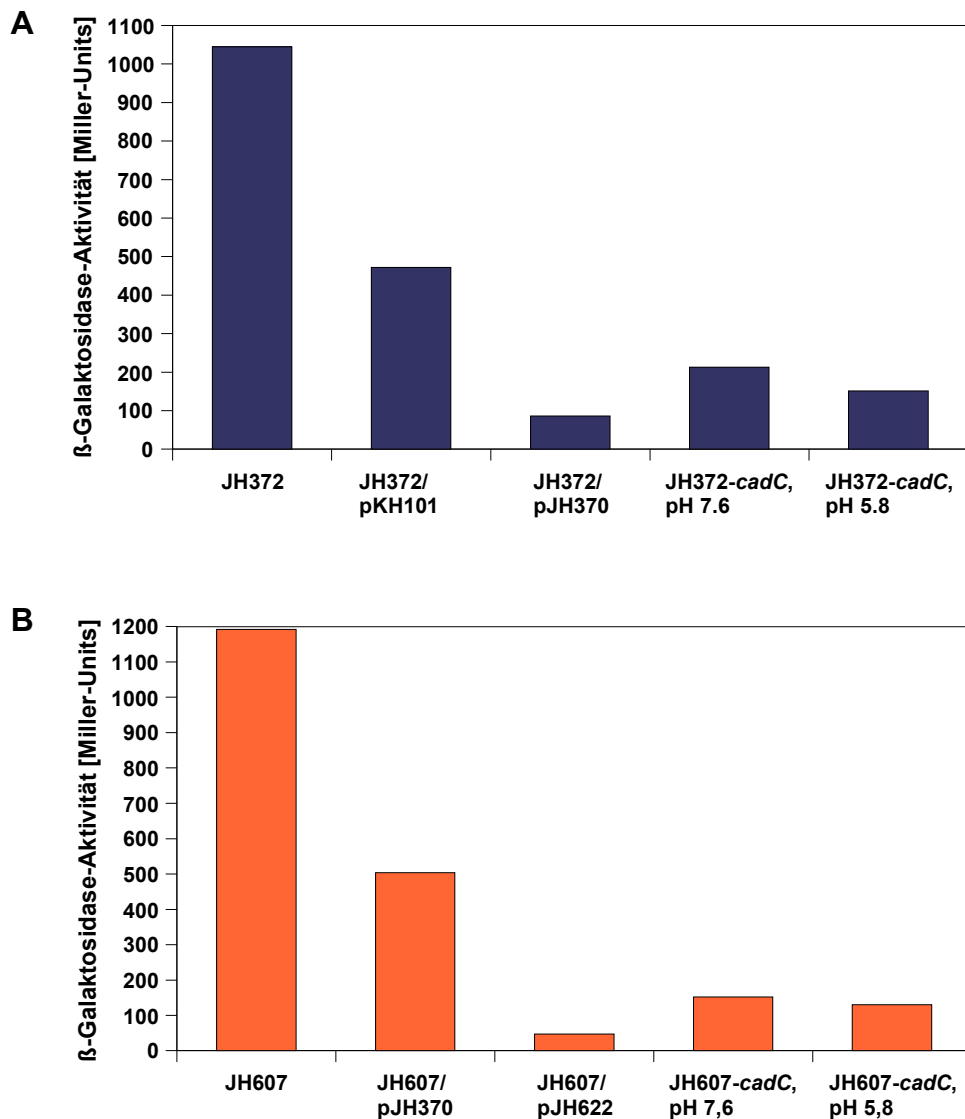 A
ß-Galaktosidase-Aktivität [Miller-Units]
1100
1000
900
800
700
600
500
400
300
200
100
0
JH372
JH372/
pKH101
JH372/
pJH370
JH372-cadC,
pH 7.6
JH372-cadC,
pH 5.8
B
ß-Galaktosidase-Aktivität [Miller-Units]
1200
1100
1000
900
800
700
600
500
400
300
200
100
0
JH607
JH607/
pJH370
JH607/
pJH622
JH607-cadC,
pH 7,6
JH607-cadC,
pH 5,8